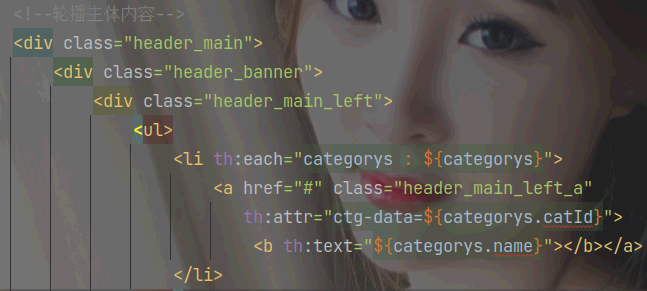 <!--轮播主体内容-->
<div class="header_main">
<div class="header_banner">
<div class="header_main_left">
<ul>
<li th:each="categorys : ${categorys}">
<a href="#" class="header_main_left_a"
th:attr="ctg-data=${categorys.catId}">
<b th:text="${categorys.name}"></b></a>
</li>